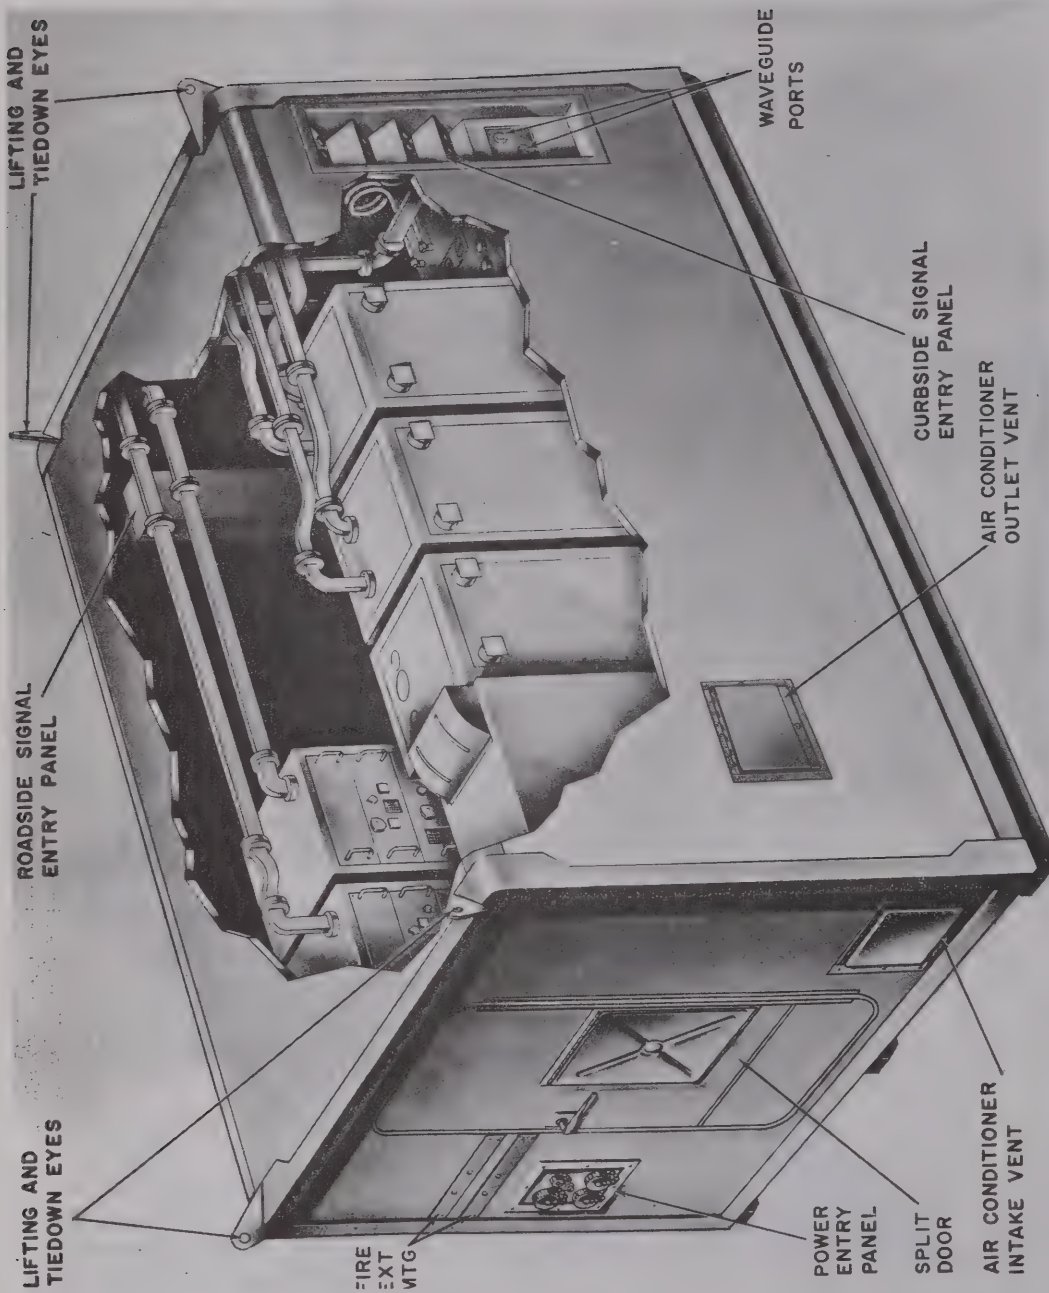 LIFTING AND
TIEDOWN EYES
ROADSIDE SIGNAL
ENTRY PANEL
LIFTING AND
TIEDOWN EYES
WAVEGUIDE
PORTS
CURBSIDE SIGNAL
ENTRY PANEL
AIR CONDITIONER
OUTLET VENT
FIRE
EXT
MTG
POWER
ENTRY
PANEL
SPLIT
DOOR
AIR CONDITIONER
INTAKE VENT